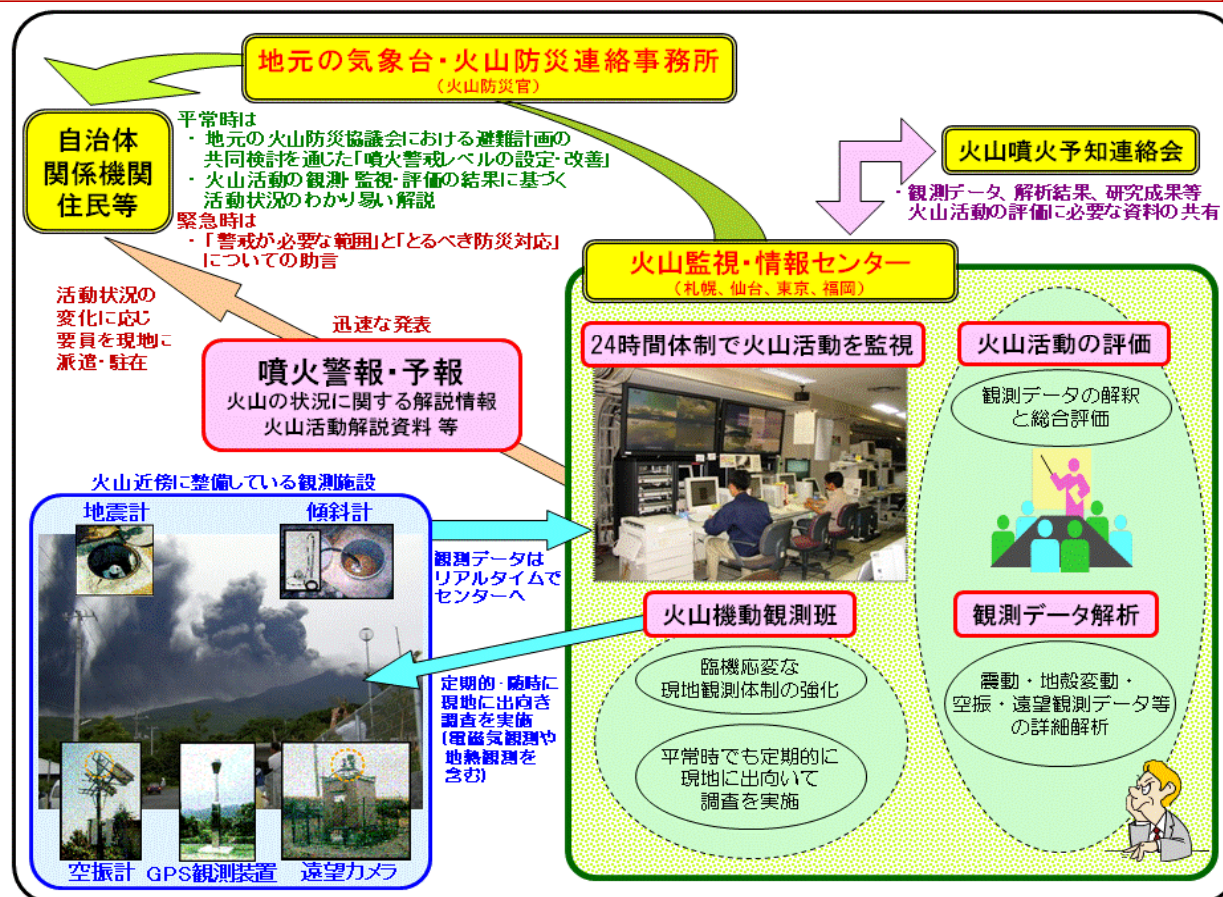 地元の気象台・火山防災連絡事務所
(火山防災官)
自治体
関係機関
住民等
平常時は
・ 地元の火山防災協議会における避難計画の
共同検討を通じた「噴火警戒レベルの設定・改善」
・ 火山活動の観測・監視・評価の結果に基づく
活動状況のわかり易い解説
緊急時は
・「警戒が必要な範囲」と「とるべき防災対応」
についての助言
火山噴火予知連絡会
・観測データ、解析結果、研究成果等
火山活動の評価に必要な資料の共有
活動状況の
変化に応じ
要員を現地に
派遣・駐在
迅速な発表
噴火警報・予報
火山の状況に関する解説情報
火山活動解説資料 等
火山監視・情報センター
(札幌、仙台、東京、福岡)
24時間体制で火山活動を監視
火山活動の評価
観測データの解釈
と総合評価
火山近傍に整備している観測施設
地震計
傾斜計
空振計
GPS観測装置
遠望カメラ
観測データは
リアルタイムで
センターへ
定期的・随時に
現地に出向き
調査を実施
(電磁気観測や
地熱観測を
含む)
火山機動観測班
臨機応変な
現地観測体制の強化
平常時でも定期的に
現地に出向いて
調査を実施
観測データ解析
震動・地殻変動・
空振・遠望観測データ等
の詳細解析